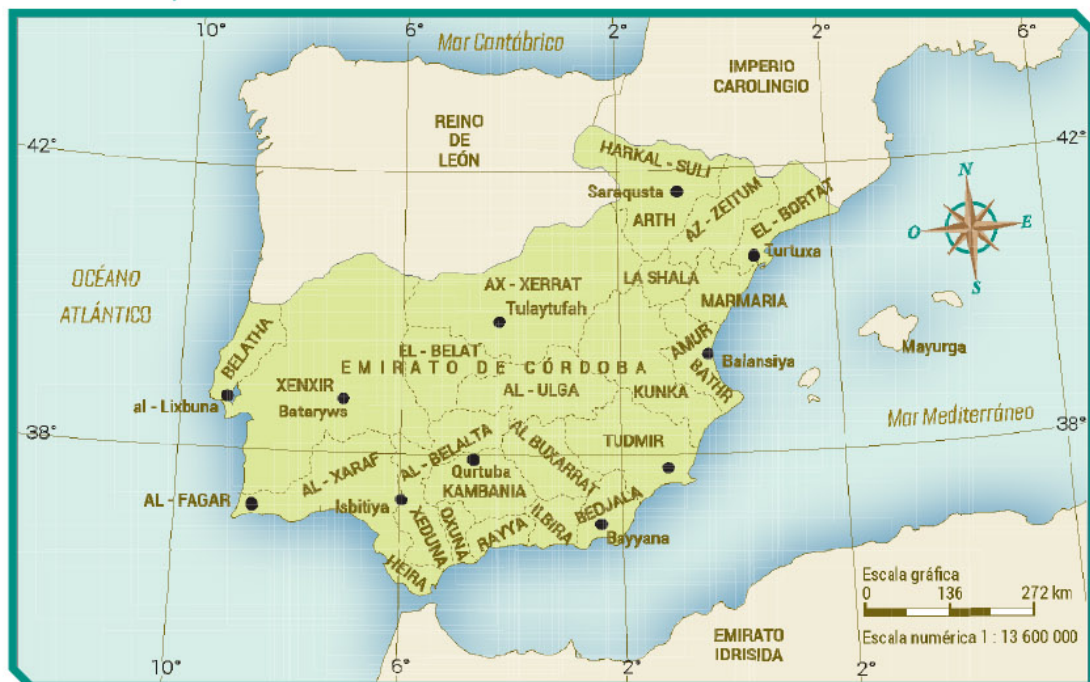 10°
6°
2°
2°
6°
Mar Cantábrico
IMPERIO
CAROLINGIO
REINO
DE
LEÓN
42°
42°
HARKAL - SULI
Saraqusta
ARTH
AZ - ZEITUM
EL - BORTAT
N
O
E
S
Turtuxa
OCÉANO
ATLÁNTICO
AX - XERRAT
Tulaytufah
LA SHALA
MARMARIA
BELATHA
EL - BELAT
EMIRATO DE CÓRDOBA
AMUR
BATHR
Balansiya
Mayurga
XENXIR
Bataryws
AL - ULGA
KUNKA
al - Lixbuna
Mar Mediterráneo
38°
38°
TUDMIR
AL - XARAF
AL - BELALTA
AL BUXARRAT
Qurtuba
KAMBANIA
AL - FAGAR
Isbitiya
XEDUNA
OXUNA
RAYYA
ILBIRA
BEDJALA
Bayyana
HEIRA
Escala gráfica
0 136 272 km
Escala numérica 1 : 13 600 000
EMIRATO
IDRISIDA
10°
6°
2°
2°